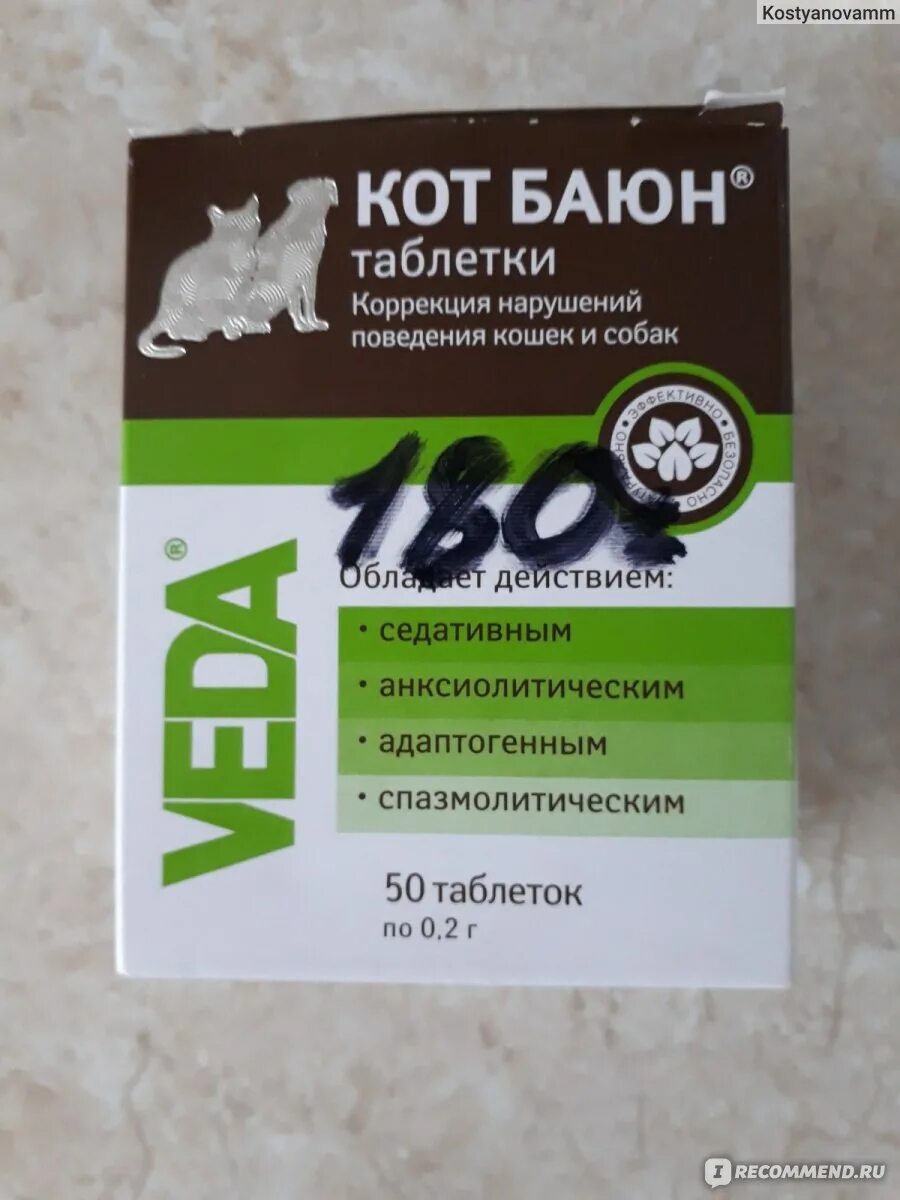 Kostyanovamm
КОТ БАЮН®
таблетки
Коррекция нарушений
поведения кошек и собак
ЭФФЕКТИВНО • БЕЗОПАСНО •
180
VEDA®
Обладает действием:
• седативным
• анксиолитическим
• адаптогенным
• спазмолитическим
50 таблеток
по 0,2 г
IRECOMMEND.RU